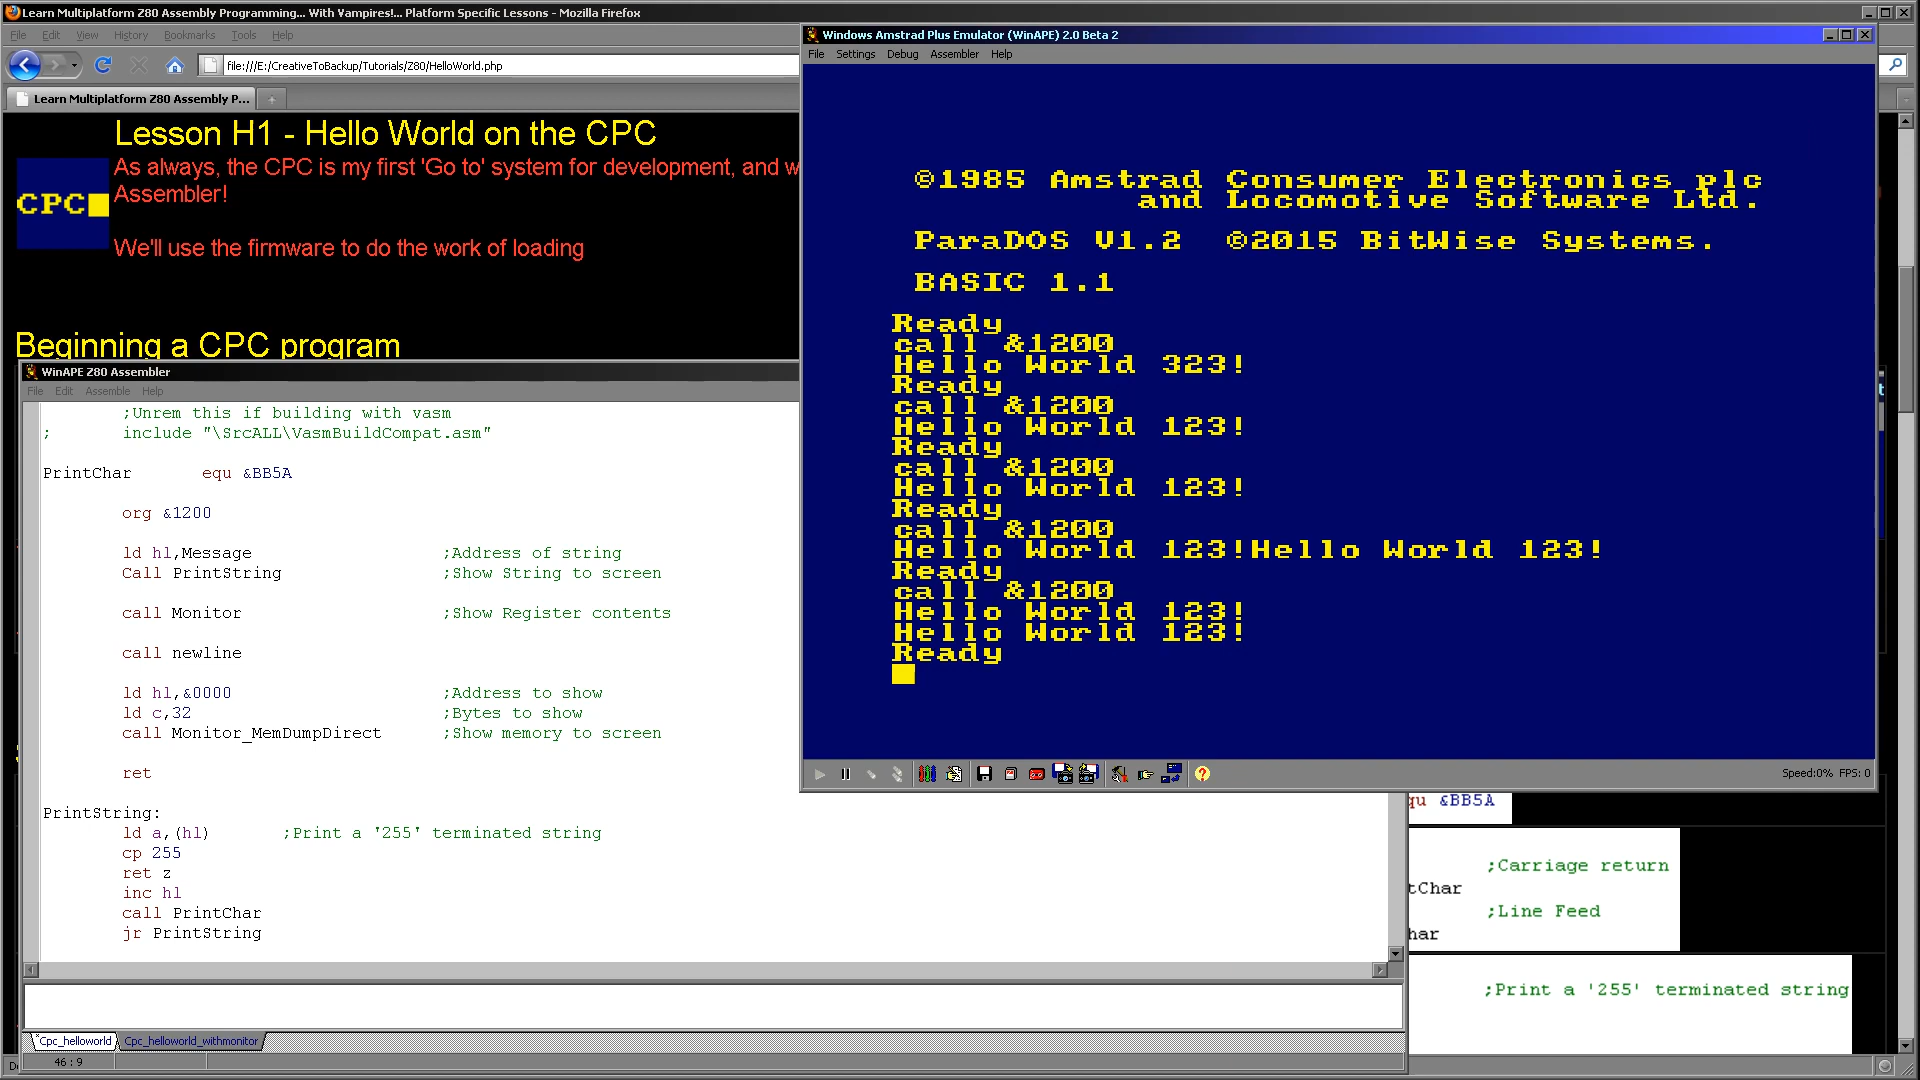 Learn Multiplatform Z80 Assembly Programming... With Vampires!... Platform Specific Lessons - Mozilla Firefox
File Edit View History Bookmarks Tools Help
file:///E:/CreativeToBackup/Tutorials/Z80/HelloWorld.php
Learn Multiplatform Z80 Assembly P...
Lesson H1 - Hello World on the CPC
CPC
As always, the CPC is my first 'Go to' system for development, and w
Assembler!
We'll use the firmware to do the work of loading
Beginning a CPC program
WinAPE Z80 Assembler
File Edit Assemble Help
;Unrem this if building with vasm
; include "\SrcALL\VasmBuildCompat.asm"
PrintChar equ &BB5A
org &1200
ld hl,Message ;Address of string
Call PrintString ;Show String to screen
call Monitor ;Show Register contents
call newline
ld hl,&0000 ;Address to show
ld c,32 ;Bytes to show
call Monitor_MemDumpDirect ;Show memory to screen
ret
PrintString:
ld a,(hl) ;Print a '255' terminated string
cp 255
ret z
inc hl
call PrintChar
jr PrintString
Cpc_helloworld Cpc_helloworld_withmonitor
46 : 9
Windows Amstrad Plus Emulator (WinAPE) 2.0 Beta 2
File Settings Debug Assembler Help
©1985 Amstrad Consumer Electronics plc
and Locomotive Software Ltd.
ParaDOS V1.2 ©2015 BitWise Systems.
BASIC 1.1
Ready
call &1200
Hello World 323!
Ready
call &1200
Hello World 123!
Ready
call &1200
Hello World 123!
Ready
call &1200
Hello World 123!Hello World 123!
Ready
call &1200
Hello World 123!
Hello World 123!
Ready
Speed:0% FPS: 0
qu &BB5A
;Carriage return
tChar
;Line Feed
har
;Print a '255' terminated string